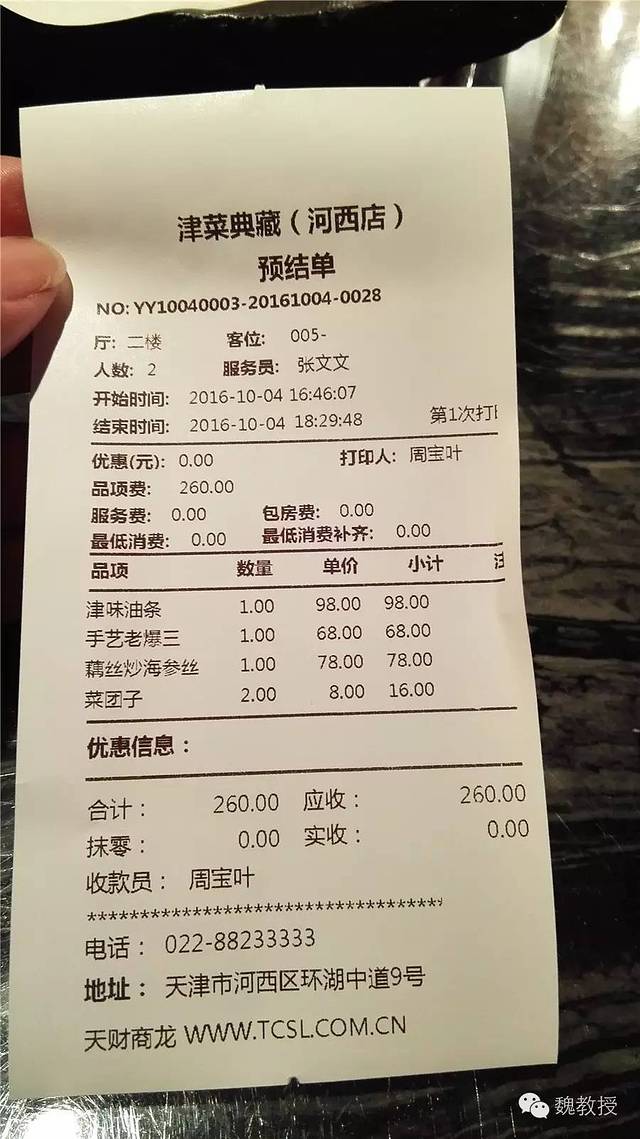 津菜典藏（河西店）
预结单
NO: YY10040003-20161004-0028
厅: 二楼 客位: 005-
人数: 2 服务员: 张文文
开始时间: 2016-10-04 16:46:07
结束时间: 2016-10-04 18:29:48 第1次打
优惠(元): 0.00 打印人: 周宝叶
品项费: 260.00
服务费: 0.00 包房费: 0.00
最低消费: 0.00 最低消费补齐: 0.00
品项 数量 单价 小计
津味油条 1.00 98.00 98.00
手艺老爆三 1.00 68.00 68.00
藕丝炒海参丝 1.00 78.00 78.00
菜团子 2.00 8.00 16.00
优惠信息：
合计： 260.00 应收： 260.00
抹零： 0.00 实收： 0.00
收款员： 周宝叶
***********************************
电话： 022-88233333
地址： 天津市河西区环湖中道9号
天财商龙 WWW.TCSL.COM.CN
魏教授